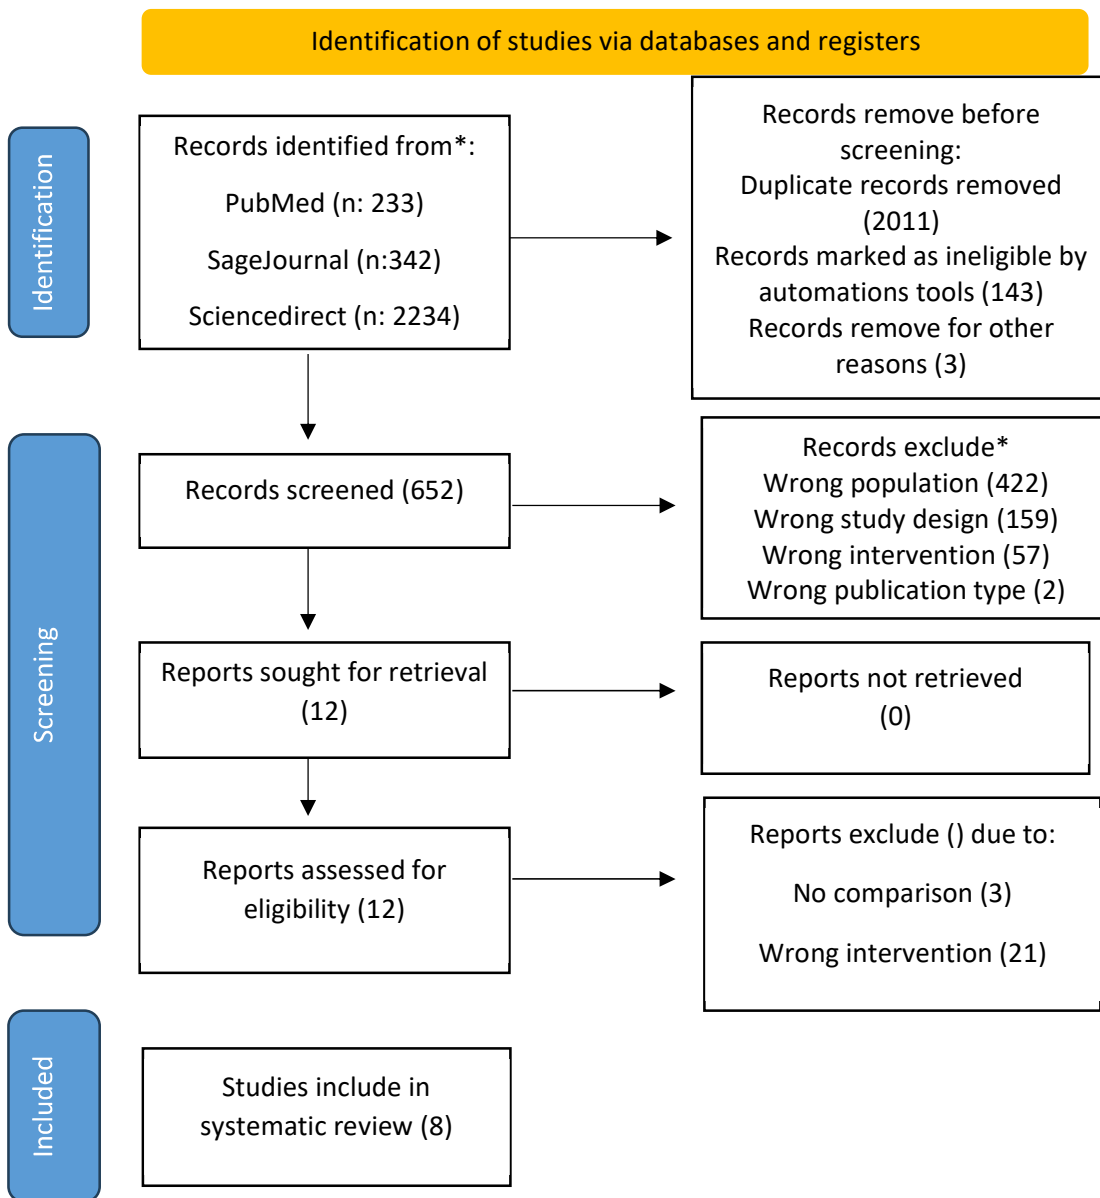 Identification of studies via databases and registers
Identification
Records identified from*:
PubMed (n: 233)
SageJournal (n:342)
Sciencedirect (n: 2234)
Records remove before
screening:
Duplicate records removed
(2011)
Records marked as ineligible by
automations tools (143)
Records remove for other
reasons (3)
Screening
Records screened (652)
Records exclude*
Wrong population (422)
Wrong study design (159)
Wrong intervention (57)
Wrong publication type (2)
Reports sought for retrieval
(12)
Reports not retrieved
(0)
Reports assessed for
eligibility (12)
Reports exclude () due to:
No comparison (3)
Wrong intervention (21)
Included
Studies include in
systematic review (8)